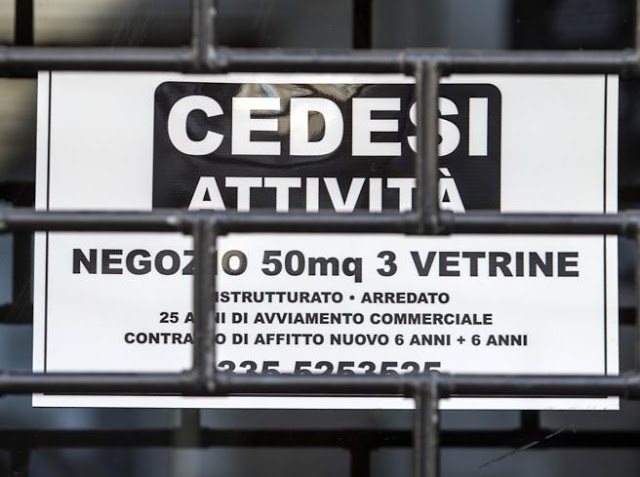 CEDESI
ATTIVITÀ
NEGOZIO 50mq 3 VETRINE
RISTRUTTURATO • ARREDATO
25 ANNI DI AVVIAMENTO COMMERCIALE
CONTRATTO DI AFFITTO NUOVO 6 ANNI + 6 ANNI